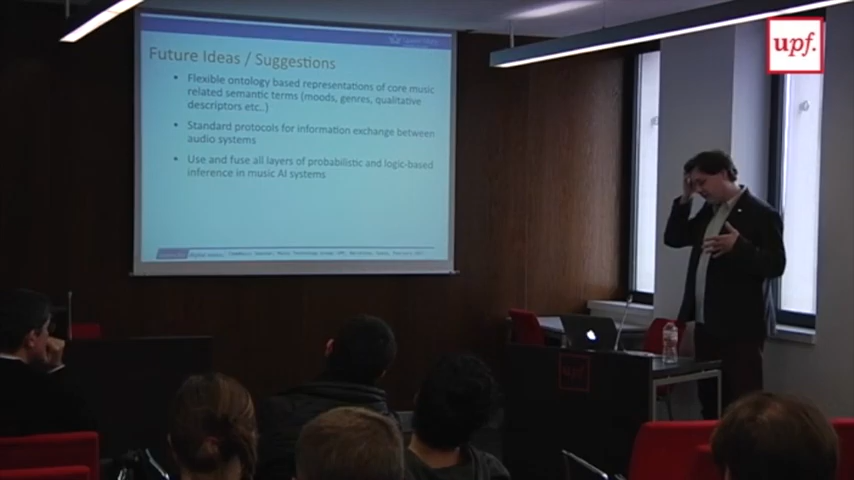 upf.
Future Ideas / Suggestions
• Flexible ontology based representations of core music
related semantic terms (moods, genres, qualitative
descriptors etc..)
• Standard protocols for information exchange between
audio systems
• Use and fuse all layers of probabilistic and logic-based
inference in music AI systems
upf.